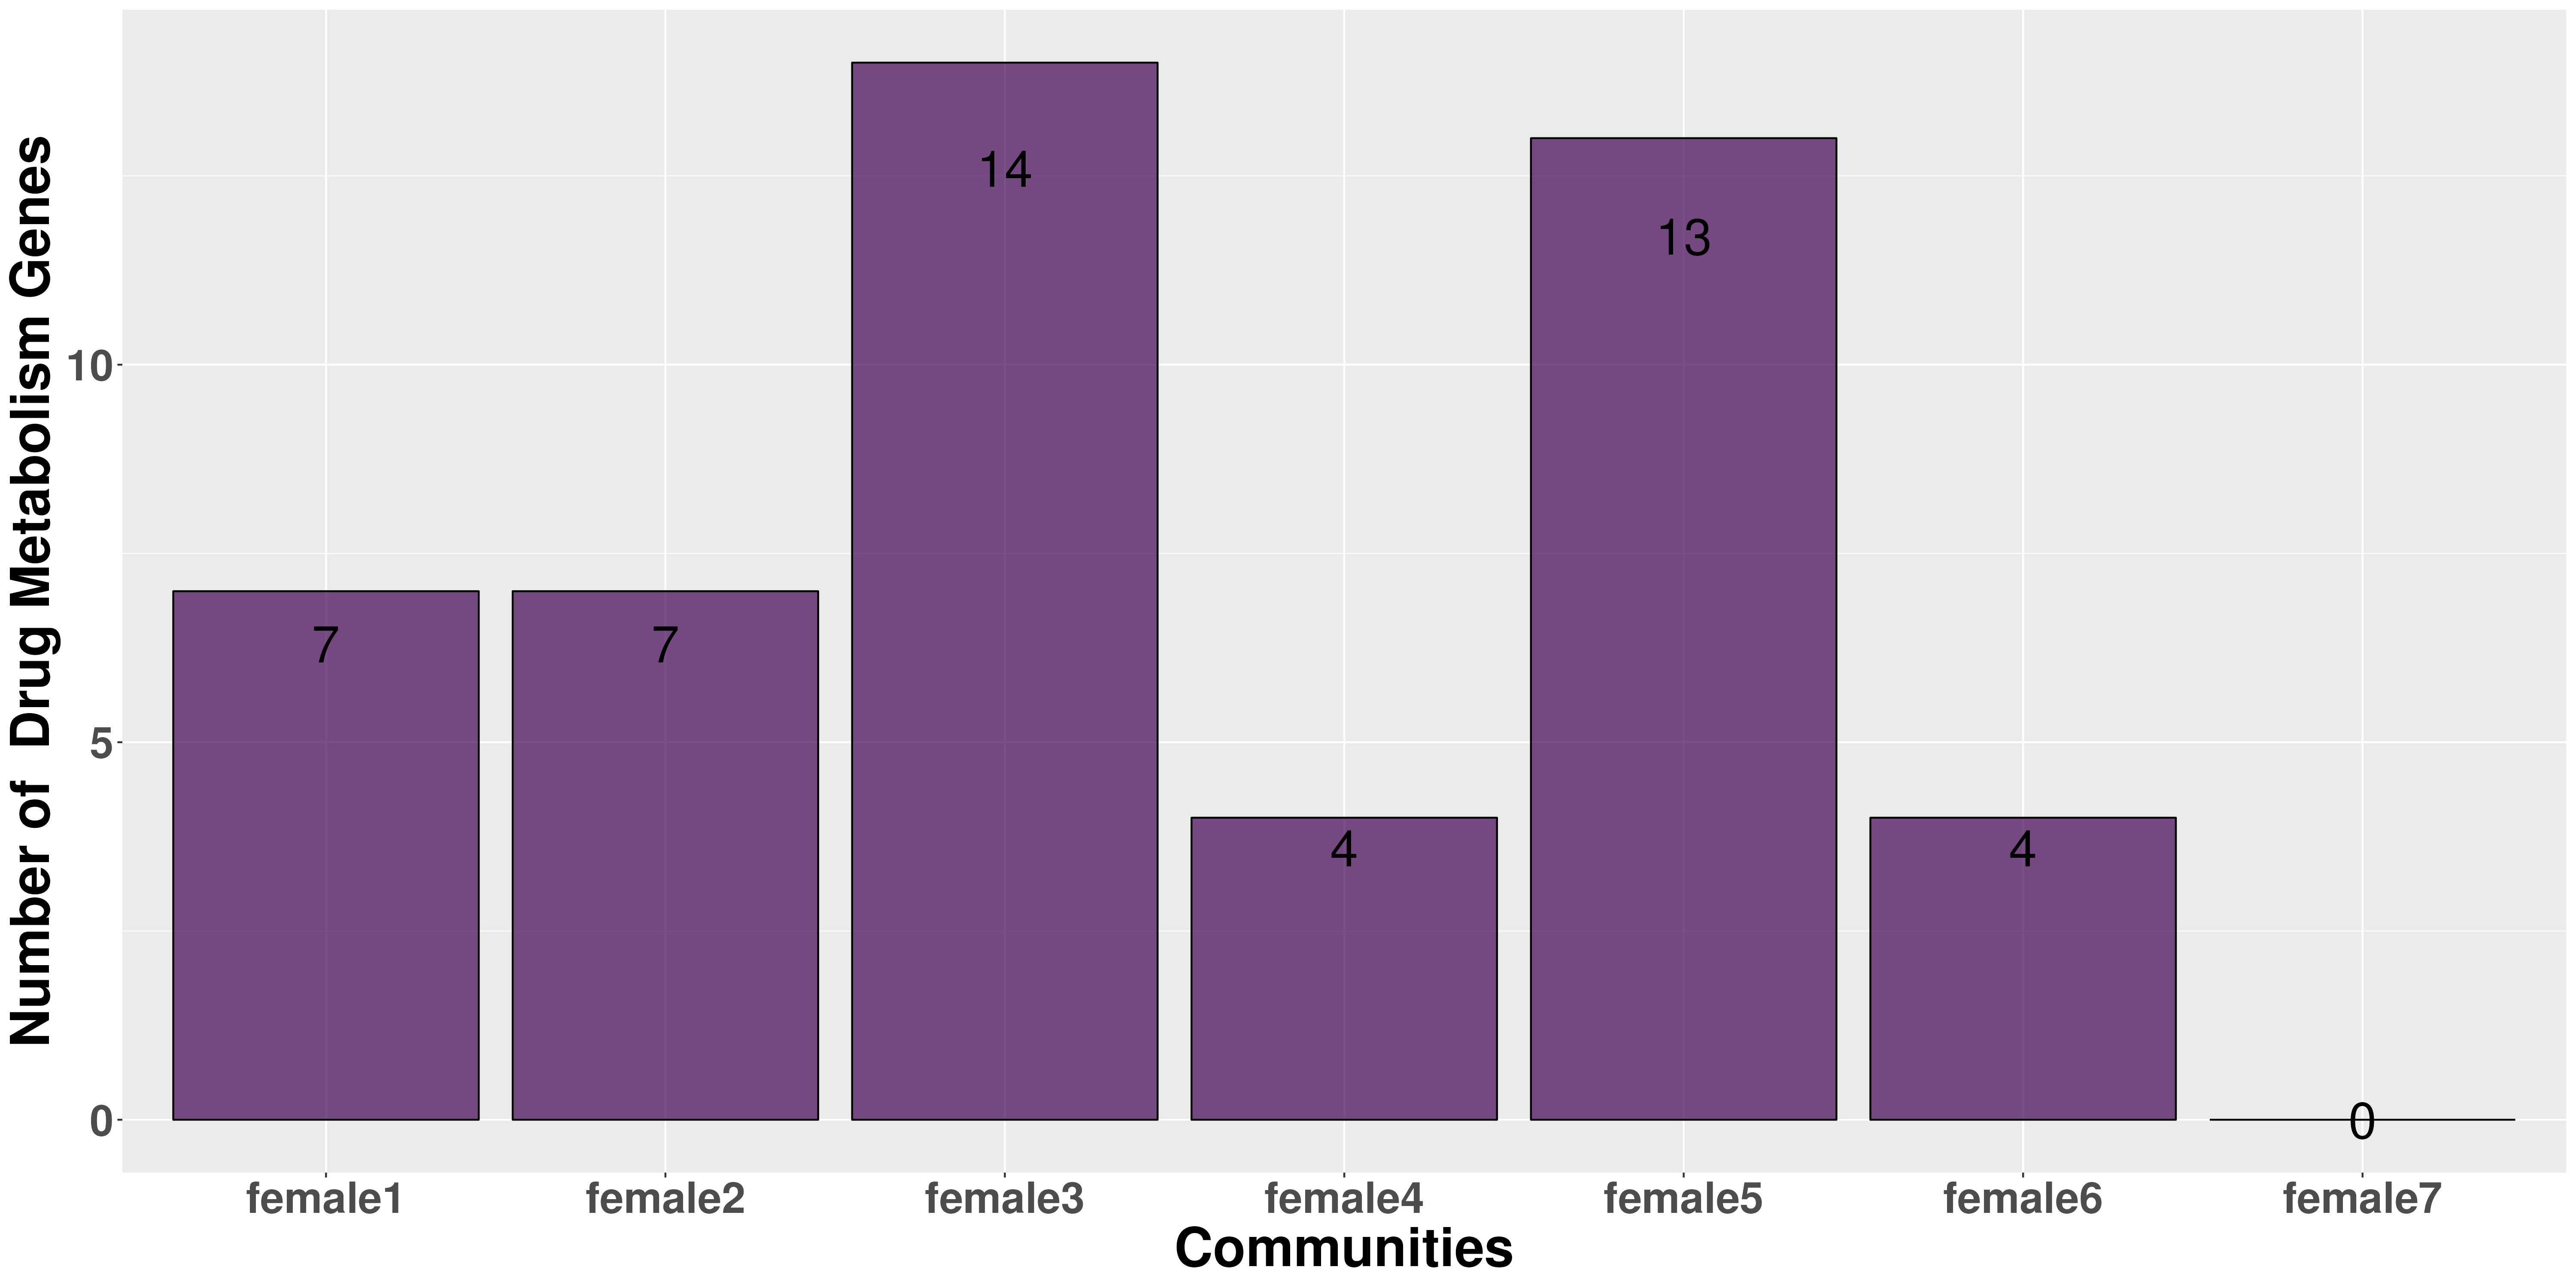 Number of  Drug Metabolism Genes
10
5
0
14
13
7
7
4
4
0
female1
female2
female3
female4
female5
female6
female7
Communities